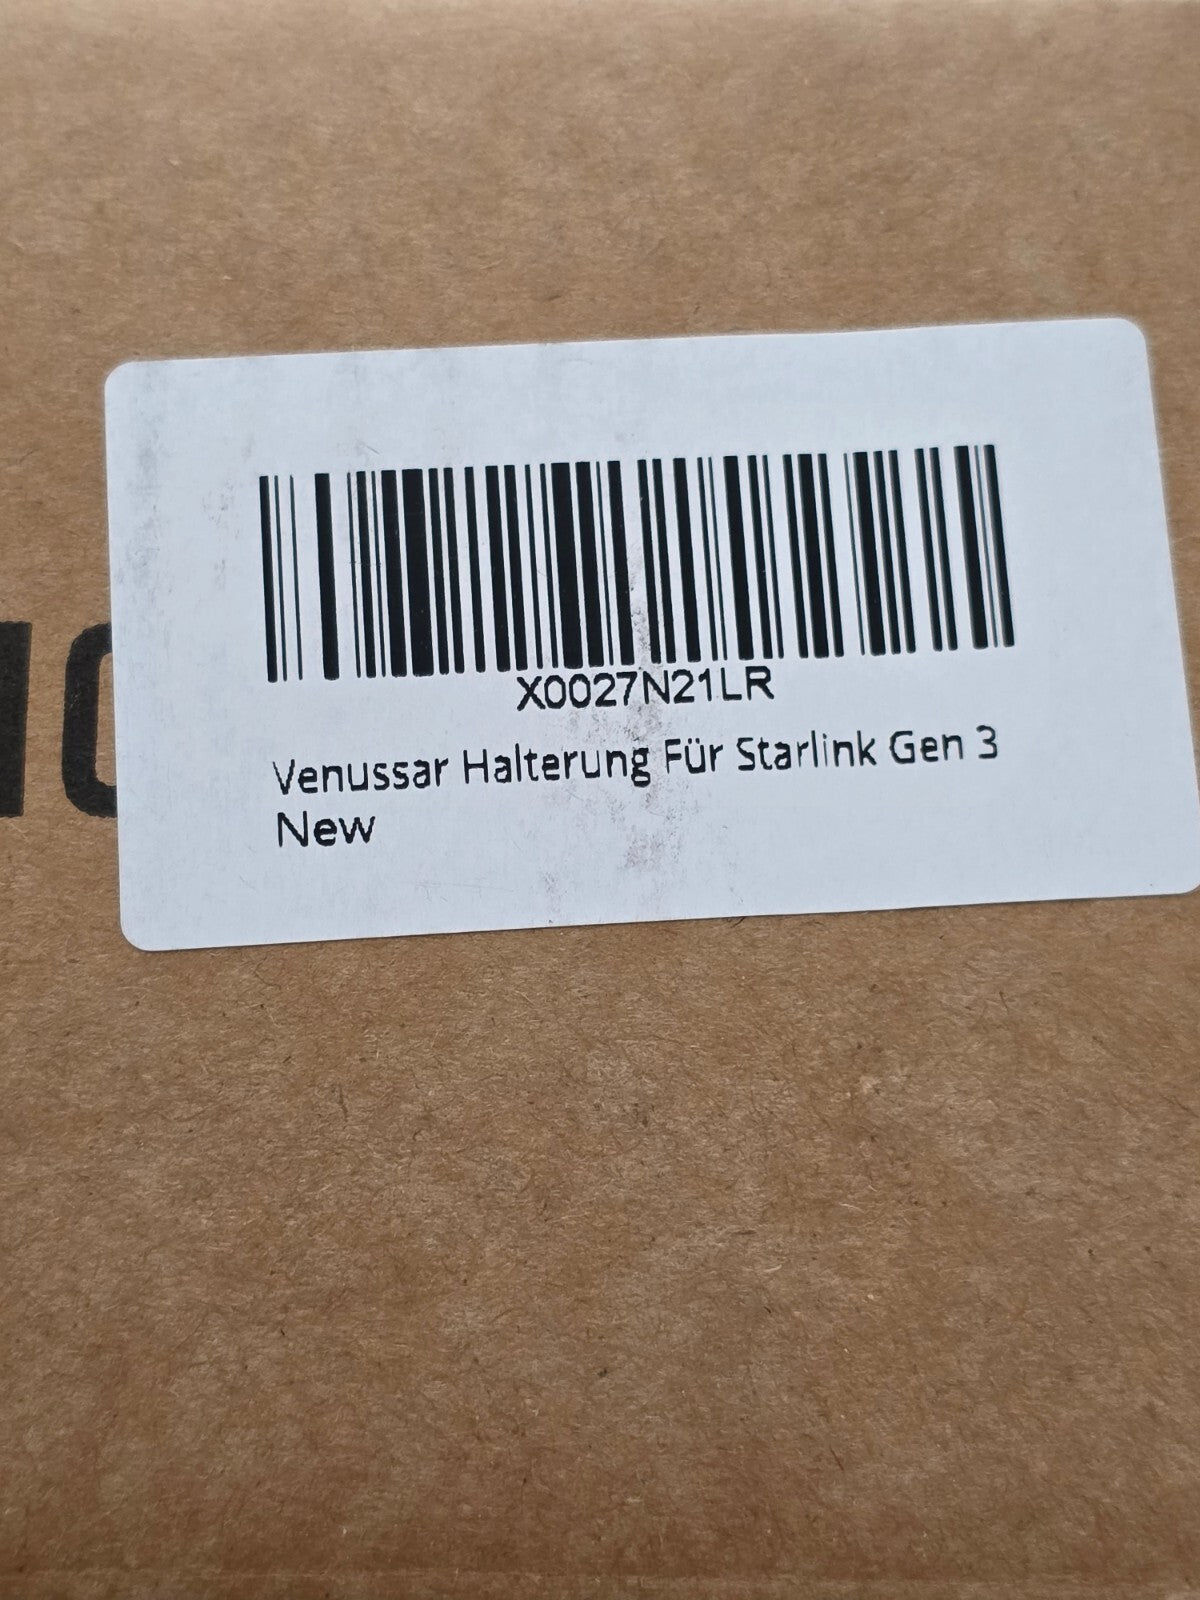 X0027N21LR
Venussar Halterung Für Starlink Gen 3
New